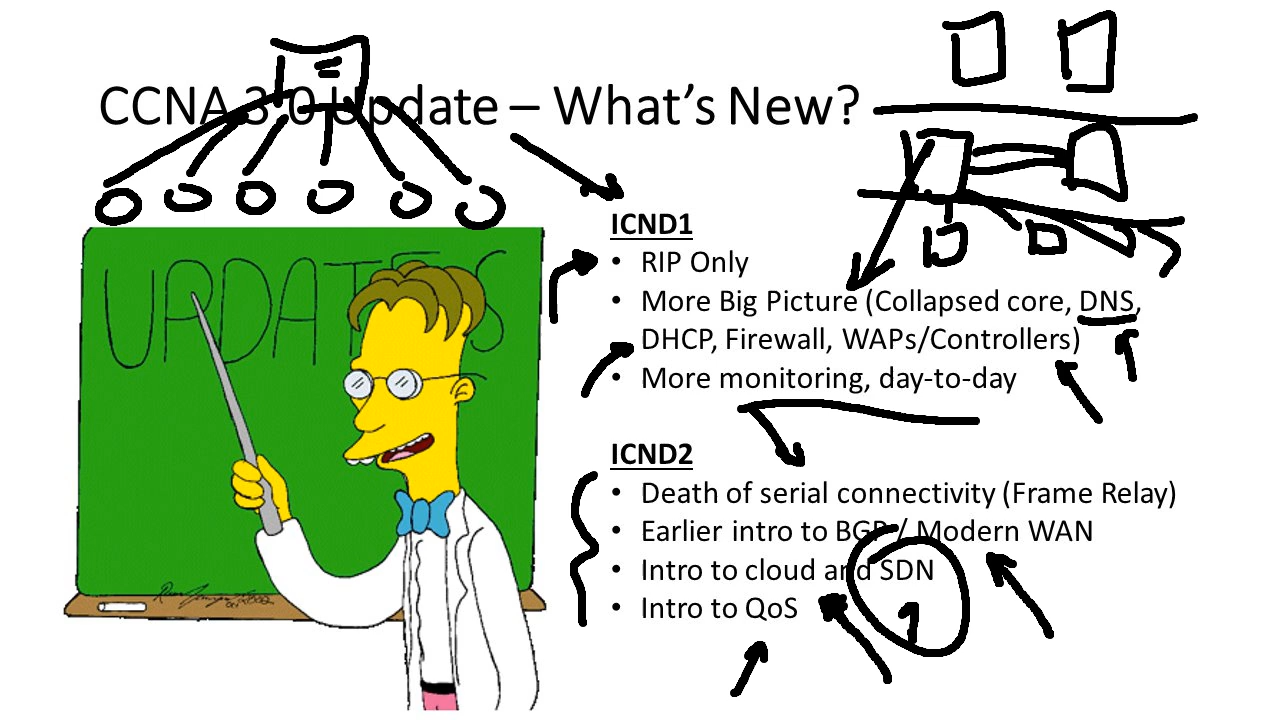 CCNA 3.0 Update – What's New?
UPDATES
ICND1
• RIP Only
• More Big Picture (Collapsed core, DNS,
DHCP, Firewall, WAPs/Controllers)
• More monitoring, day-to-day
ICND2
• Death of serial connectivity (Frame Relay)
• Earlier intro to BGP / Modern WAN
• Intro to cloud and SDN
• Intro to QoS
1